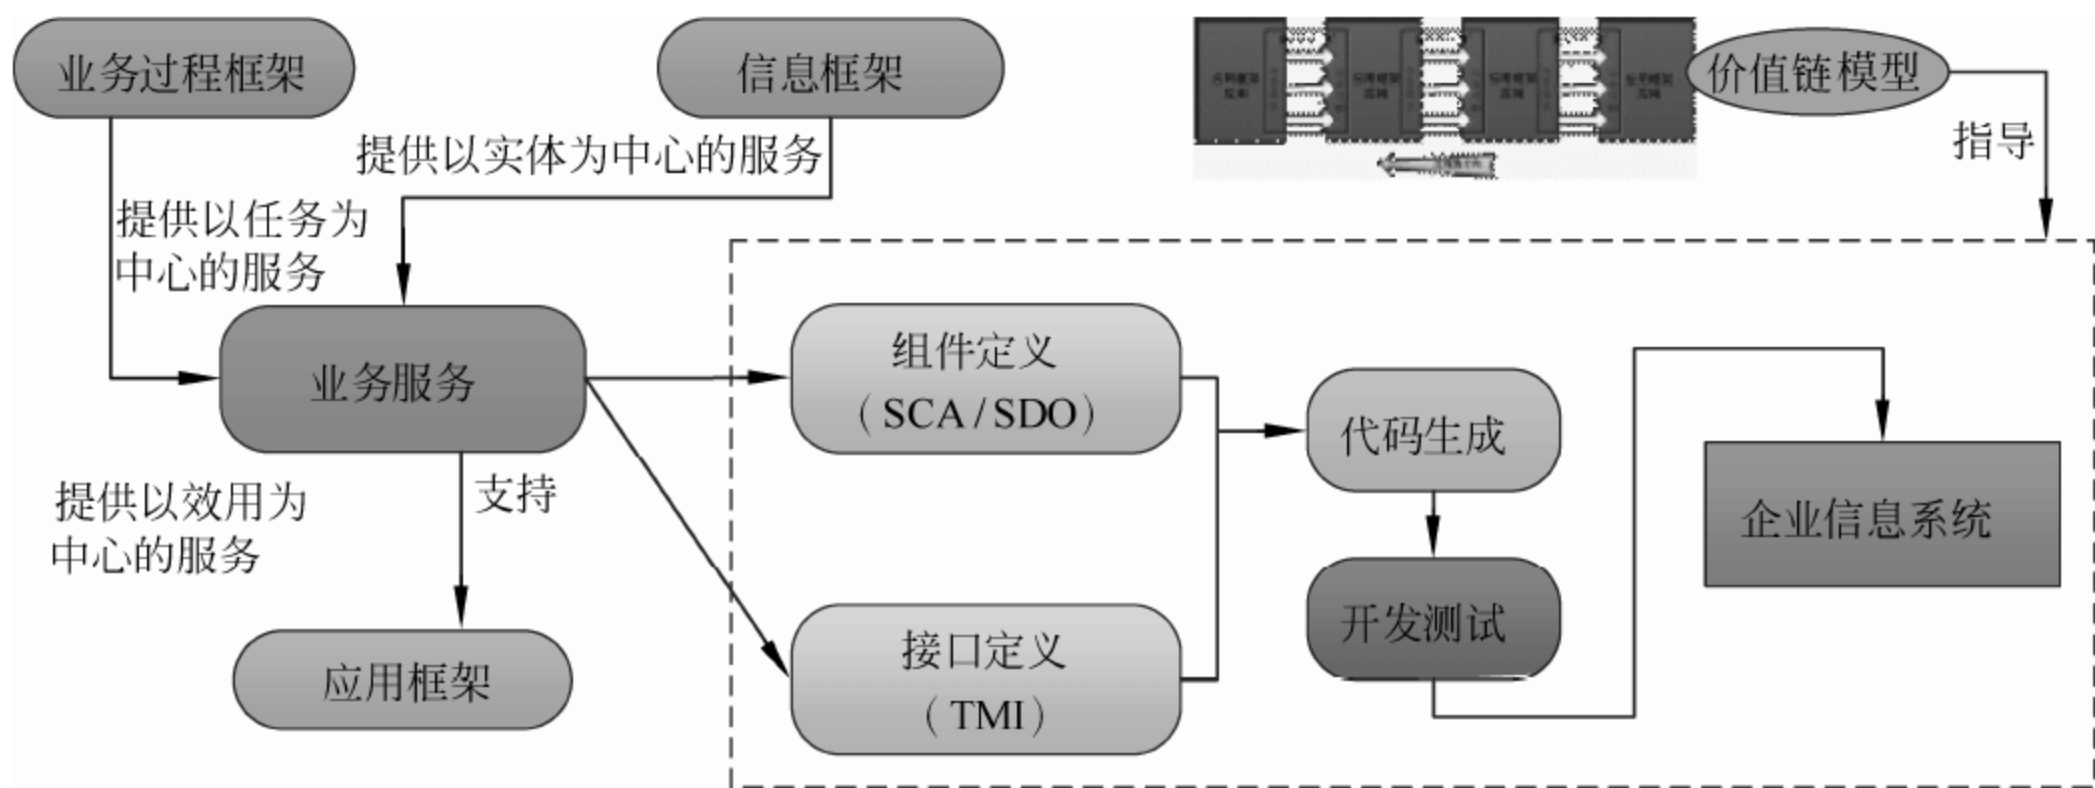 业务过程框架
信息框架
价值链模型
指导
提供以实体为中心的服务
提供以任务为
中心的服务
业务服务
组件定义
（SCA/SDO）
代码生成
企业信息系统
提供以效用为
中心的服务
支持
开发测试
应用框架
接口定义
（TMI）